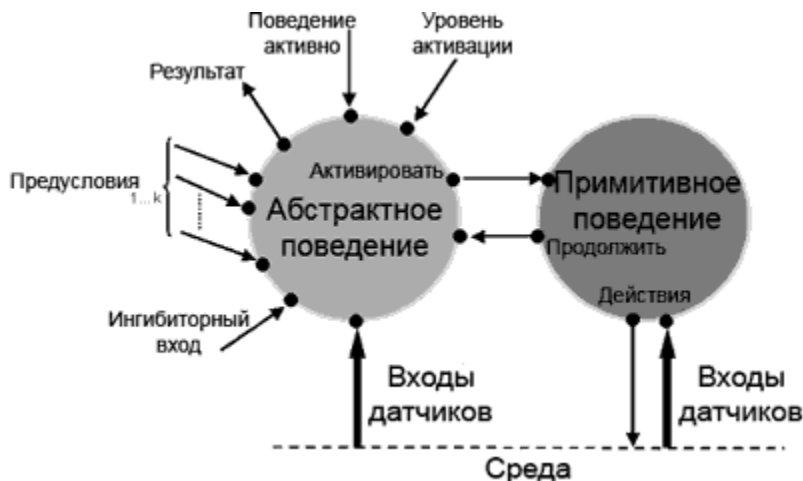 Поведение
активно
Уровень
активации
Результат
Предусловия
1...k
Активировать
Абстрактное
поведение
Примитивное
поведение
Продолжить
Действия
Ингибиторный
вход
Входы
датчиков
Входы
датчиков
Среда